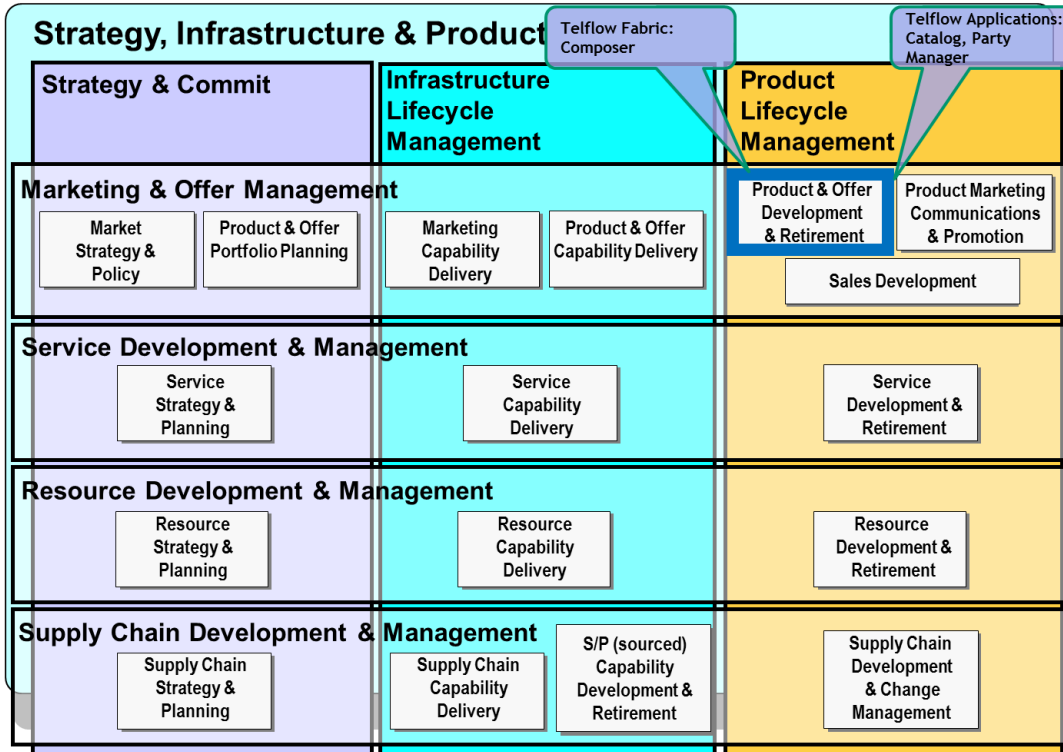 Strategy, Infrastructure & Product
Telflow Fabric:
Composer
Telflow Applications:
Catalog, Party
Manager
Strategy & Commit
Infrastructure
Lifecycle
Management
Product
Lifecycle
Management
Marketing & Offer Management
Market
Strategy &
Policy
Product & Offer
Portfolio Planning
Marketing
Capability
Delivery
Product & Offer
Capability Delivery
Product & Offer
Development
& Retirement
Product Marketing
Communications
& Promotion
Sales Development
Service Development & Management
Service
Strategy &
Planning
Service
Capability
Delivery
Service
Development &
Retirement
Resource Development & Management
Resource
Strategy &
Planning
Resource
Capability
Delivery
Resource
Development &
Retirement
Supply Chain Development & Management
Supply Chain
Strategy &
Planning
Supply Chain
Capability
Delivery
S/P (sourced)
Capability
Development &
Retirement
Supply Chain
Development
& Change
Management